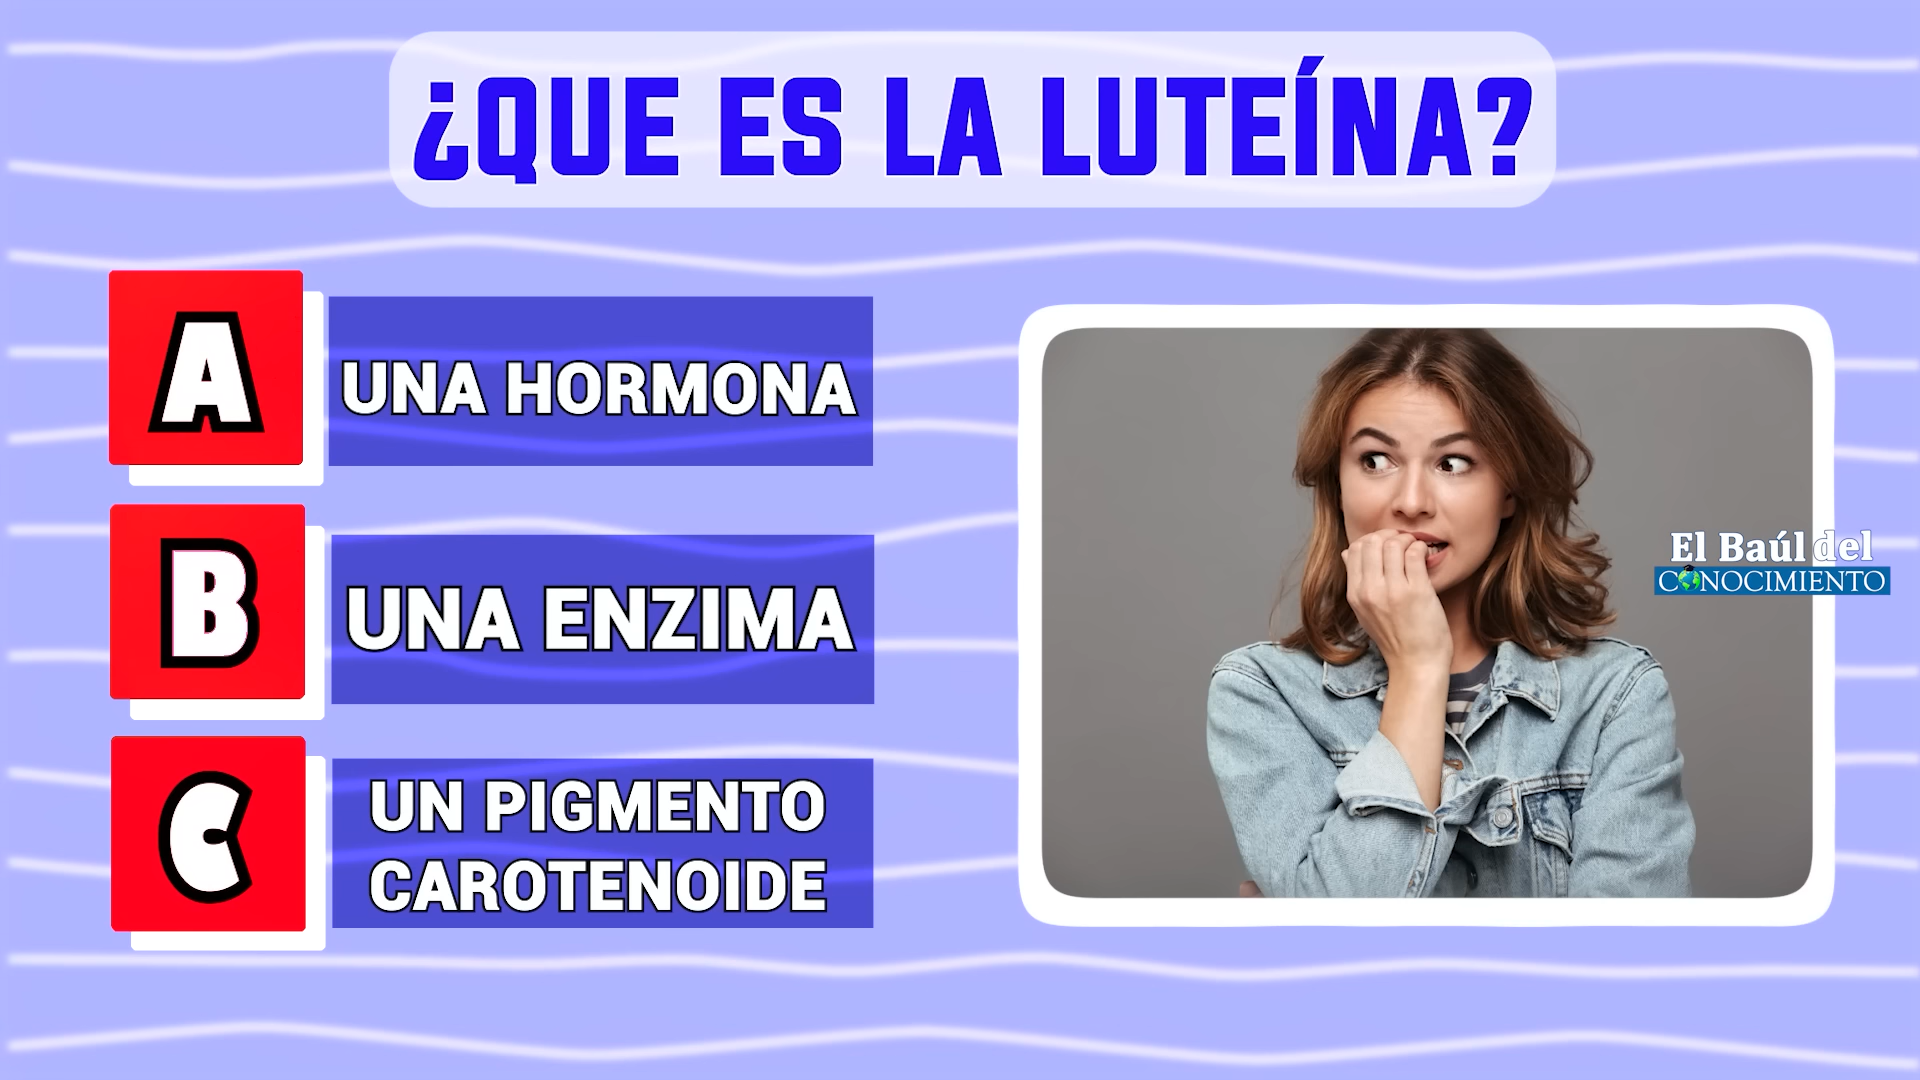 ¿QUE ES LA LUTEÍNA?
A
UNA HORMONA
B
UNA ENZIMA
C
UN PIGMENTO
CAROTENOIDE
El Baúl del
CONOCIMIENTO